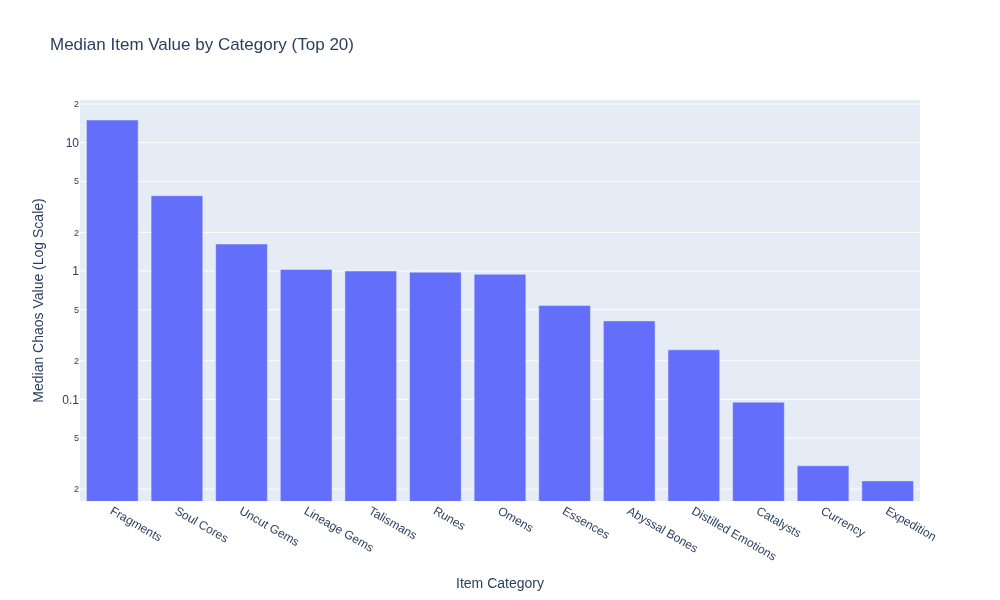 Median Item Value by Category (Top 20)
Median Chaos Value (Log Scale)
2
10
5
2
1
5
2
0.1
5
2
Fragments
Soul Cores
Uncut Gems
Lineage Gems
Talismans
Runes
Omens
Essences
Abyssal Bones
Distilled Emotions
Catalysts
Currency
Expedition
Item Category